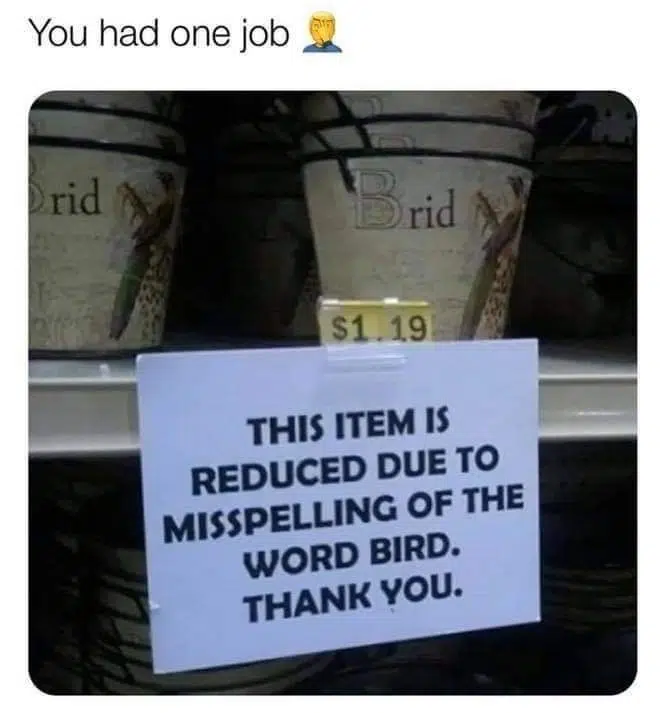 You had one job 🤦
Brid
Brid
$1.19
THIS ITEM IS
REDUCED DUE TO
MISSPELLING OF THE
WORD BIRD.
THANK YOU.